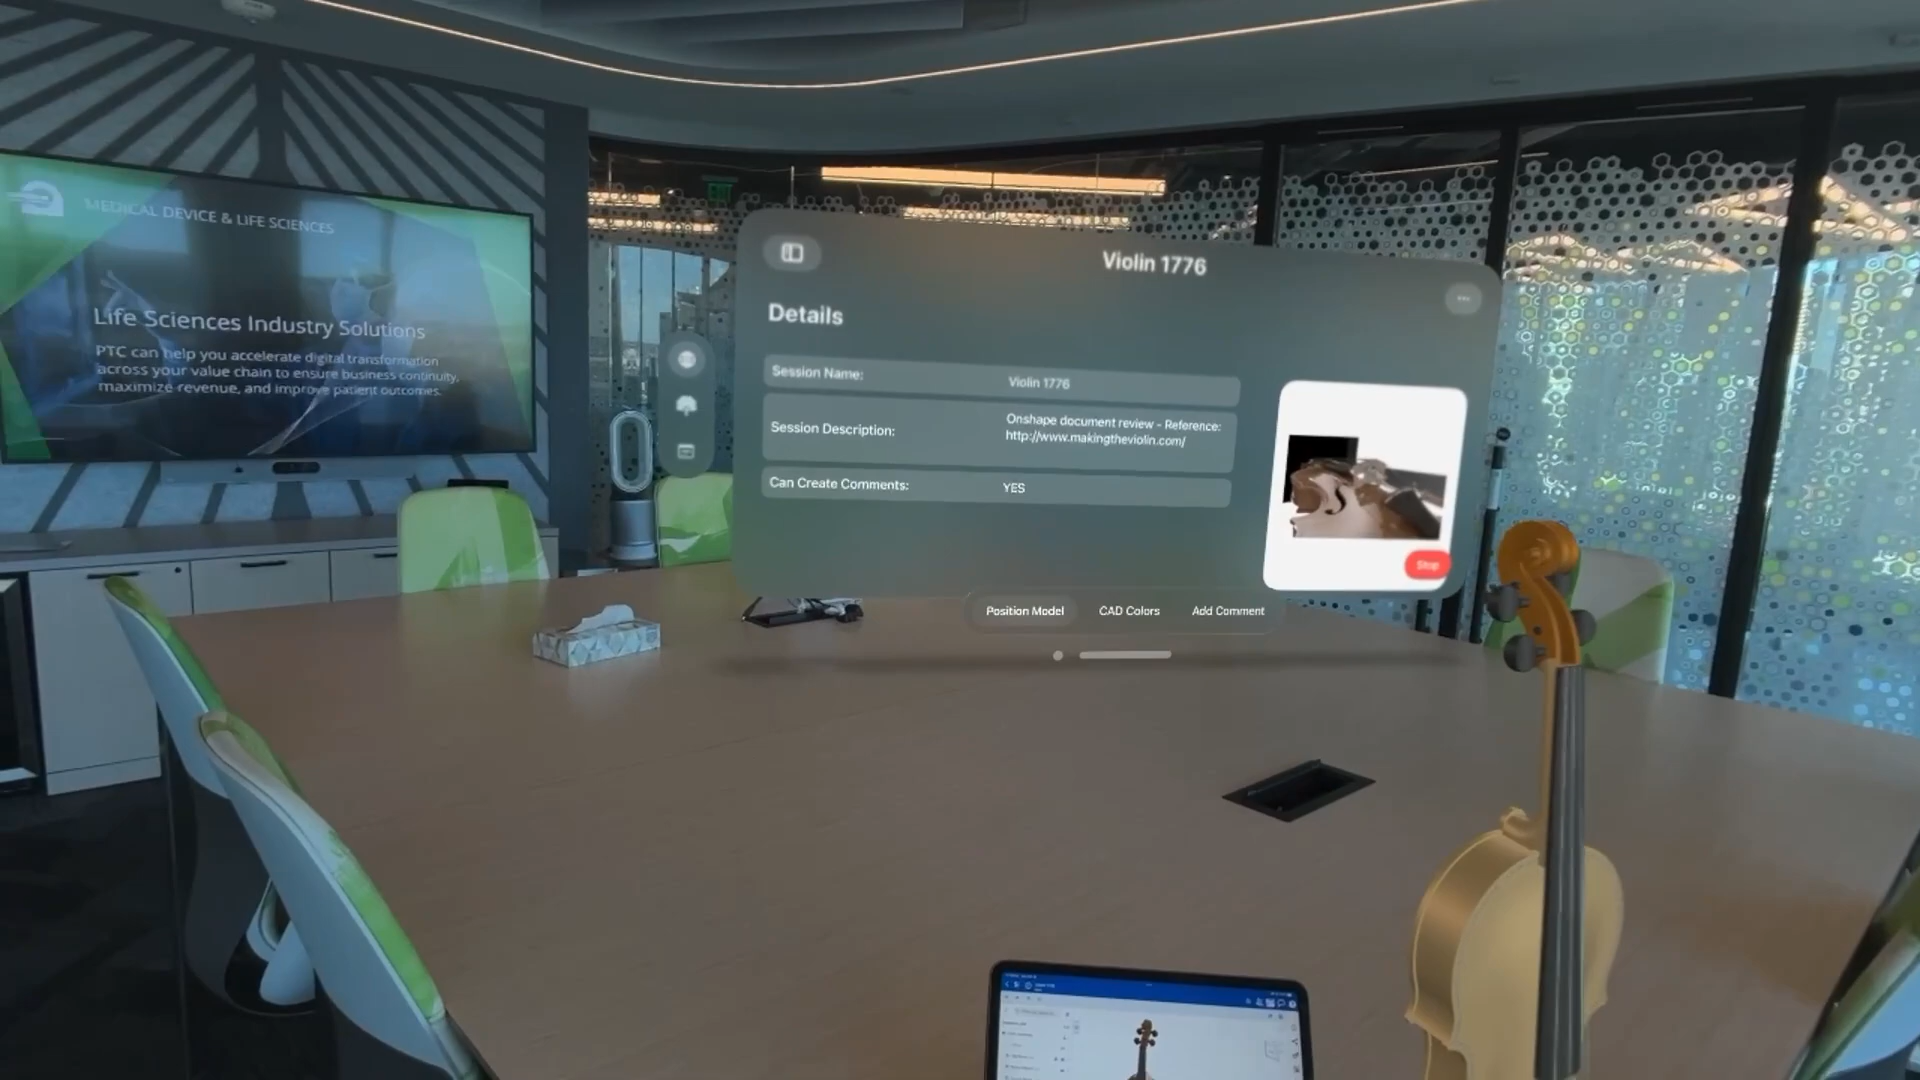 MEDICAL DEVICE & LIFE SCIENCES
Life Sciences Industry Solutions
PTC can help you accelerate digital transformation
across your value chain to ensure business continuity,
maximize revenue, and improve patient outcomes.
Violin 1776
Details
Session Name:
Violin 1776
Session Description:
Onshape document review - Reference:
http://www.makingtheviolin.com/
Can Create Comments:
YES
Stop
Position Model
CAD Colors
Add Comment